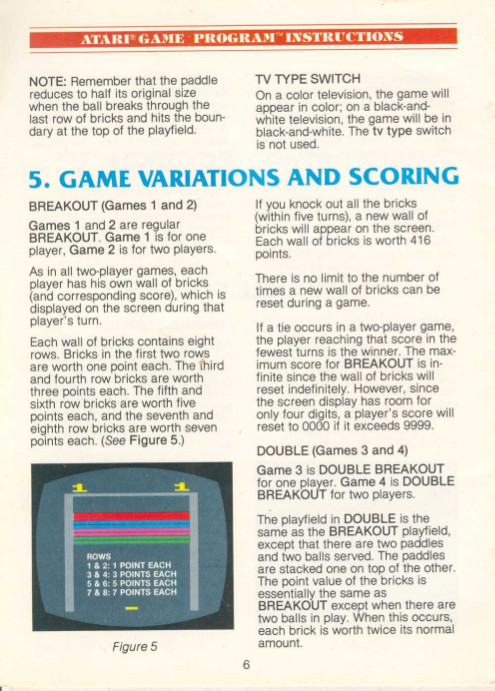 ATARI® GAME PROGRAM™ INSTRUCTIONS
NOTE: Remember that the paddle
reduces to half its original size
when the ball breaks through the
last row of bricks and hits the boun-
dary at the top of the playfield.
TV TYPE SWITCH
On a color television, the game will
appear in color; on a black-and-
white television, the game will be in
black-and-white. The tv type switch
is not used.
5. GAME VARIATIONS AND SCORING
BREAKOUT (Games 1 and 2)
Games 1 and 2 are regular
BREAKOUT. Game 1 is for one
player, Game 2 is for two players.
As in all two-player games, each
player has his own wall of bricks
(and corresponding score), which is
displayed on the screen during that
player's turn.
Each wall of bricks contains eight
rows. Bricks in the first two rows
are worth one point each. The third
and fourth row bricks are worth
three points each. The fifth and
sixth row bricks are worth five
points each, and the seventh and
eighth row bricks are worth seven
points each. (See Figure 5.)
ROWS
1 & 2: 1 POINT EACH
3 & 4: 3 POINTS EACH
5 & 6: 5 POINTS EACH
7 & 8: 7 POINTS EACH
Figure 5
If you knock out all the bricks
(within five turns), a new wall of
bricks will appear on the screen.
Each wall of bricks is worth 416
points.
There is no limit to the number of
times a new wall of bricks can be
reset during a game.
If a tie occurs in a two-player game,
the player reaching that score in the
fewest turns is the winner. The max-
imum score for BREAKOUT is in-
finite since the wall of bricks will
reset indefinitely. However, since
the screen display has room for
only four digits, a player's score will
reset to 0000 if it exceeds 9999.
DOUBLE (Games 3 and 4)
Game 3 is DOUBLE BREAKOUT
for one player. Game 4 is DOUBLE
BREAKOUT for two players.
The playfield in DOUBLE is the
same as the BREAKOUT playfield,
except that there are two paddles
and two balls served. The paddles
are stacked one on top of the other.
The point value of the bricks is
essentially the same as
BREAKOUT except when there are
two balls in play. When this occurs,
each brick is worth twice its normal
amount.
6